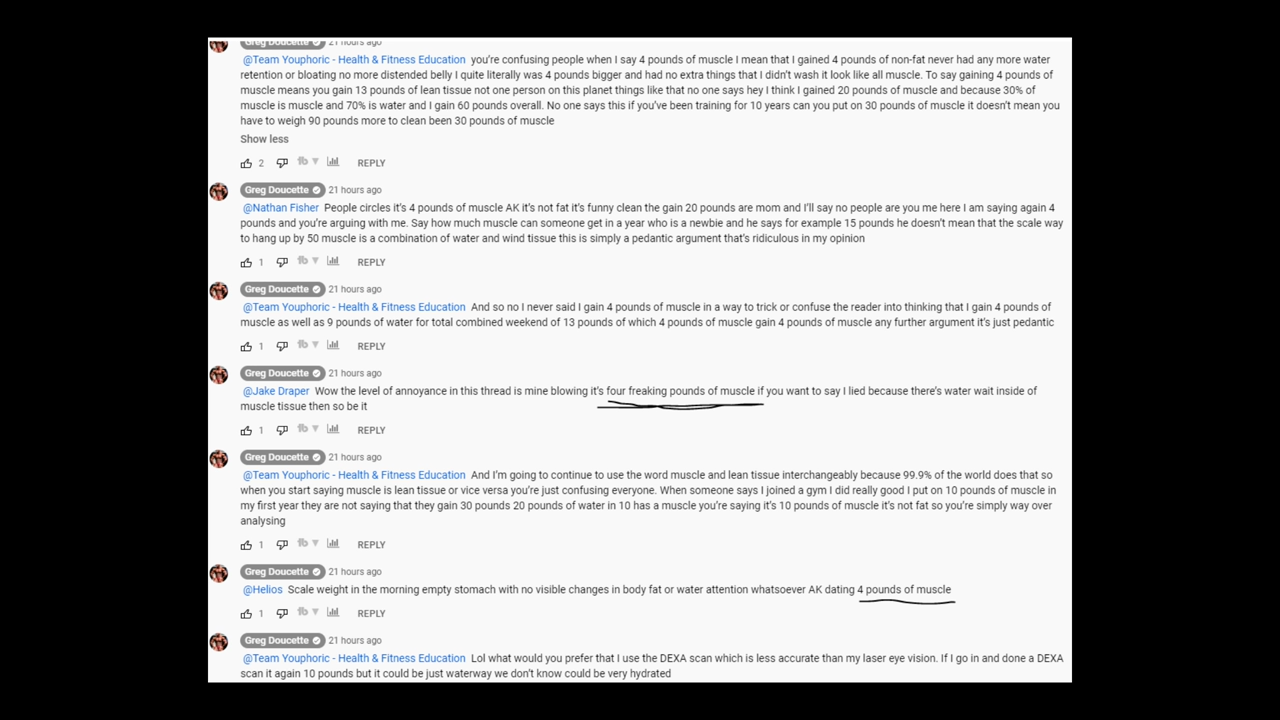 Greg Doucette 21 hours ago
@Team Youphoric - Health & Fitness Education you're confusing people when I say 4 pounds of muscle I mean that I gained 4 pounds of non-fat never had any more water
retention or bloating no more distended belly I quite literally was 4 pounds bigger and had no extra things that I didn't wash it look like all muscle. To say gaining 4 pounds of
muscle means you gain 13 pounds of lean tissue not one person on this planet things like that no one says hey I think I gained 20 pounds of muscle and because 30% of
muscle is muscle and 70% is water and I gain 60 pounds overall. No one says this if you've been training for 10 years can you put on 30 pounds of muscle it doesn't mean you
have to weigh 90 pounds more to clean been 30 pounds of muscle
Show less
2 REPLY
Greg Doucette 21 hours ago
@Nathan Fisher People circles it's 4 pounds of muscle AK it's not fat it's funny clean the gain 20 pounds are mom and I'll say no people are you me here I am saying again 4
pounds and you're arguing with me. Say how much muscle can someone get in a year who is a newbie and he says for example 15 pounds he doesn't mean that the scale way
to hang up by 50 muscle is a combination of water and wind tissue this is simply a pedantic argument that's ridiculous in my opinion
1 REPLY
Greg Doucette 21 hours ago
@Team Youphoric - Health & Fitness Education And so no I never said I gain 4 pounds of muscle in a way to trick or confuse the reader into thinking that I gain 4 pounds of
muscle as well as 9 pounds of water for total combined weekend of 13 pounds of which 4 pounds of muscle gain 4 pounds of muscle any further argument it's just pedantic
1 REPLY
Greg Doucette 21 hours ago
@Jake Draper Wow the level of annoyance in this thread is mine blowing it's four freaking pounds of muscle if you want to say I lied because there's water wait inside of
muscle tissue then so be it
1 REPLY
Greg Doucette 21 hours ago
@Team Youphoric - Health & Fitness Education And I'm going to continue to use the word muscle and lean tissue interchangeably because 99.9% of the world does that so
when you start saying muscle is lean tissue or vice versa you're just confusing everyone. When someone says I joined a gym I did really good I put on 10 pounds of muscle in
my first year they are not saying that they gain 30 pounds 20 pounds of water in 10 has a muscle you're saying it's 10 pounds of muscle it's not fat so you're simply way over
analysing
1 REPLY
Greg Doucette 21 hours ago
@Helios Scale weight in the morning empty stomach with no visible changes in body fat or water attention whatsoever AK dating 4 pounds of muscle
1 REPLY
Greg Doucette 21 hours ago
@Team Youphoric - Health & Fitness Education Lol what would you prefer that I use the DEXA scan which is less accurate than my laser eye vision. If I go in and done a DEXA
scan it again 10 pounds but it could be just waterway we don't know could be very hydrated